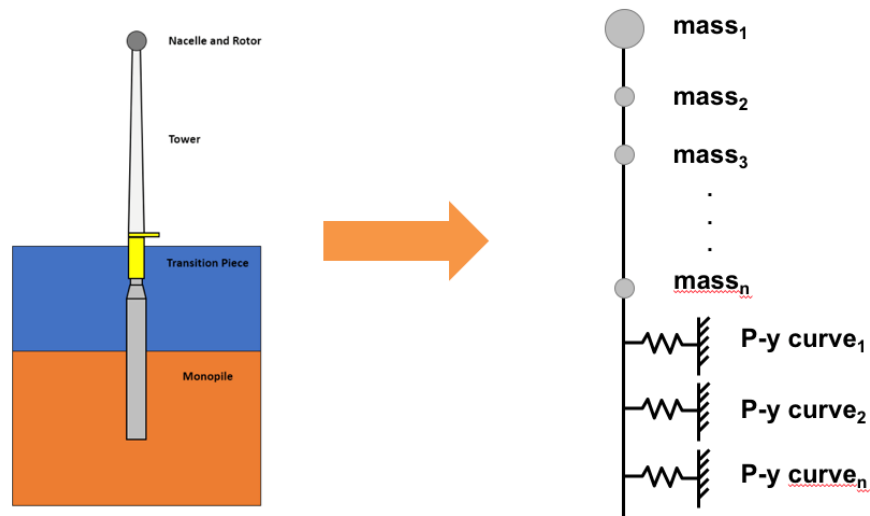 Nacelle and Rotor
Tower
Transition Piece
Monopile
mass₁
mass₂
mass₃
.
.
.
massₙ
P-y curve₁
P-y curve₂
P-y curveₙ